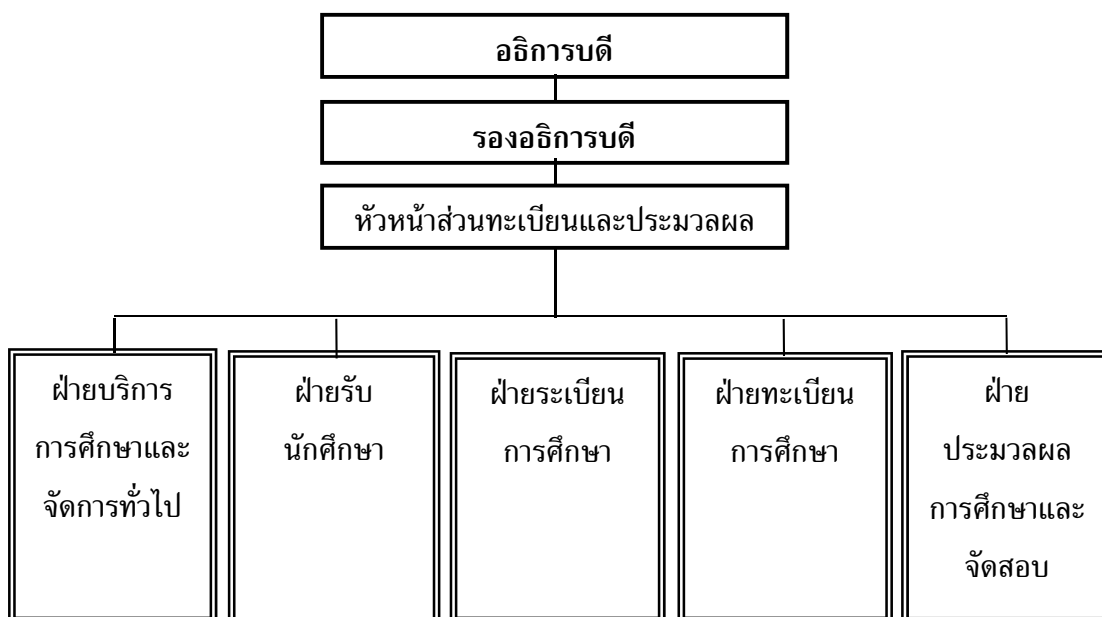 อธิการบดี
รองอธิการบดี
หัวหน้าส่วนทะเบียนและประมวลผล
ฝ่ายบริการ
การศึกษาและ
จัดการทั่วไป
ฝ่ายรับ
นักศึกษา
ฝ่ายระเบียน
การศึกษา
ฝ่ายทะเบียน
การศึกษา
ฝ่าย
ประมวลผล
การศึกษาและ
จัดสอบ